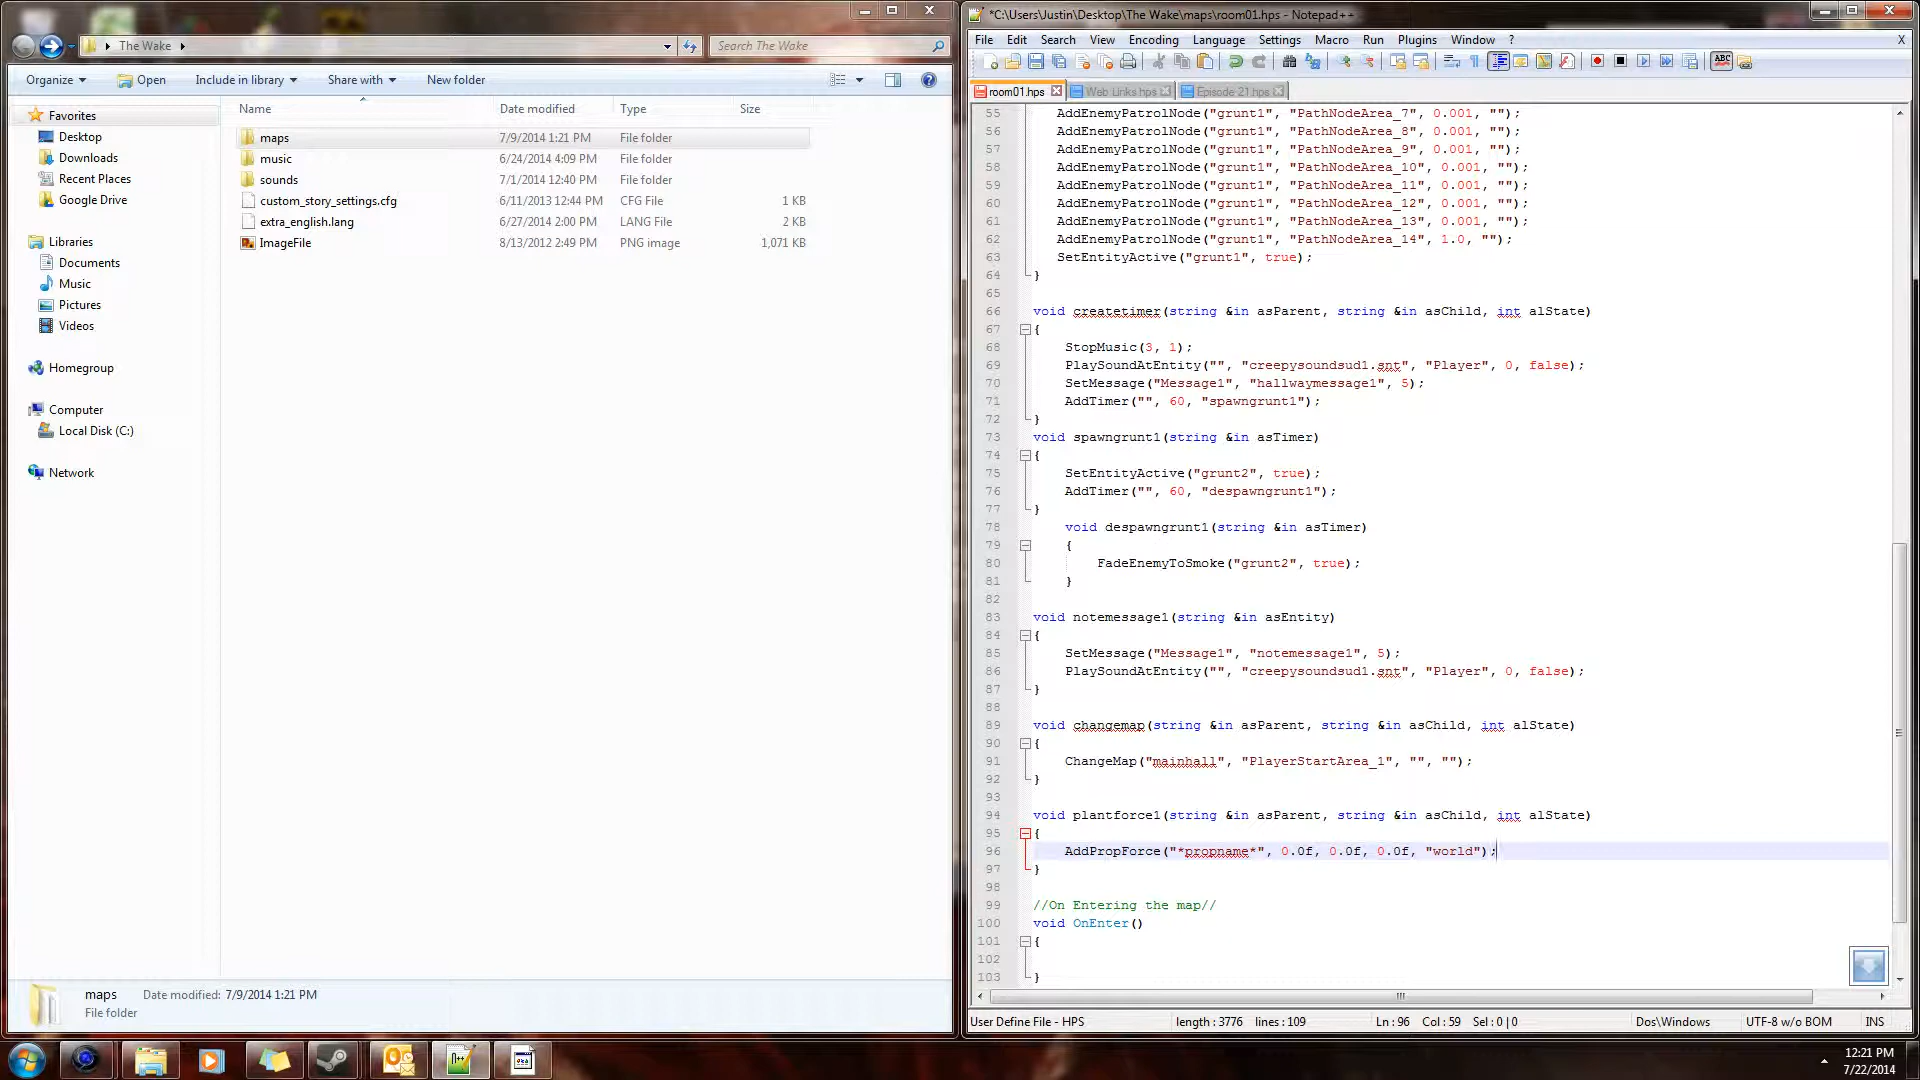 The Wake
Search The Wake
Organize
Open
Include in library
Share with
New folder
Favorites
Desktop
Downloads
Recent Places
Google Drive
Libraries
Documents
Music
Pictures
Videos
Homegroup
Computer
Local Disk (C:)
Network
Name Date modified Type Size
maps 7/9/2014 1:21 PM File folder
music 6/24/2014 4:09 PM File folder
sounds 7/1/2014 12:40 PM File folder
custom_story_settings.cfg 6/11/2013 12:44 PM CFG File 1 KB
extra_english.lang 6/27/2014 2:00 PM LANG File 2 KB
ImageFile 8/13/2012 2:49 PM PNG image 1,071 KB
maps Date modified: 7/9/2014 1:21 PM
File folder
*C:\Users\Justin\Desktop\The Wake\maps\room01.hps - Notepad++
File Edit Search View Encoding Language Settings Macro Run Plugins Window ? X
room01.hps Web Links hps Episode 21.hps
55 AddEnemyPatrolNode("grunt1", "PathNodeArea_7", 0.001, "");
56 AddEnemyPatrolNode("grunt1", "PathNodeArea_8", 0.001, "");
57 AddEnemyPatrolNode("grunt1", "PathNodeArea_9", 0.001, "");
58 AddEnemyPatrolNode("grunt1", "PathNodeArea_10", 0.001, "");
59 AddEnemyPatrolNode("grunt1", "PathNodeArea_11", 0.001, "");
60 AddEnemyPatrolNode("grunt1", "PathNodeArea_12", 0.001, "");
61 AddEnemyPatrolNode("grunt1", "PathNodeArea_13", 0.001, "");
62 AddEnemyPatrolNode("grunt1", "PathNodeArea_14", 1.0, "");
63 SetEntityActive("grunt1", true);
64 }
65
66 void createtimer(string &in asParent, string &in asChild, int alState)
67 {
68 StopMusic(3, 1);
69 PlaySoundAtEntity("", "creepysoundsud1.snt", "Player", 0, false);
70 SetMessage("Message1", "hallwaymessage1", 5);
71 AddTimer("", 60, "spawngrunt1");
72 }
73 void spawngrunt1(string &in asTimer)
74 {
75 SetEntityActive("grunt2", true);
76 AddTimer("", 60, "despawngrunt1");
77 }
78 void despawngrunt1(string &in asTimer)
79 {
80 FadeEnemyToSmoke("grunt2", true);
81 }
82
83 void notemessage1(string &in asEntity)
84 {
85 SetMessage("Message1", "notemessage1", 5);
86 PlaySoundAtEntity("", "creepysoundsud1.snt", "Player", 0, false);
87 }
88
89 void changemap(string &in asParent, string &in asChild, int alState)
90 {
91 ChangeMap("mainhall", "PlayerStartArea_1", "", "");
92 }
93
94 void plantforce1(string &in asParent, string &in asChild, int alState)
95 {
96 AddPropForce("*propname*", 0.0f, 0.0f, 0.0f, "world");
97 }
98
99 //On Entering the map//
100 void OnEnter()
101 {
102
103 }
User Define File - HPS length : 3776 lines : 109 Ln : 96 Col : 59 Sel : 0 | 0 Dos\Windows UTF-8 w/o BOM INS
12:21 PM
7/22/2014